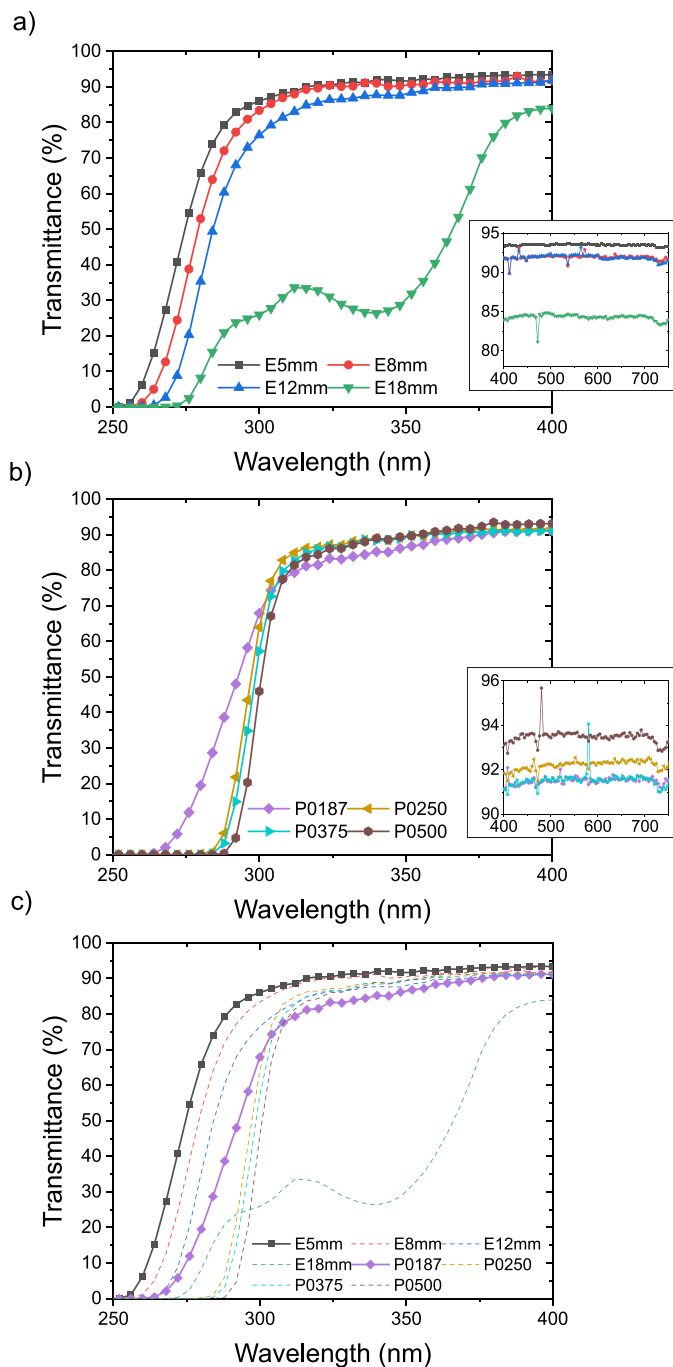 a)
100
90
80
70
60
50
40
30
20
10
0
Transmittance (%)
E5mm E8mm
E12mm E18mm
95
90
85
80
400 500 600 700
250 300 350 400
Wavelength (nm)
b)
100
90
80
70
60
50
40
30
20
10
0
Transmittance (%)
P0187 P0250
P0375 P0500
96
94
92
90
400 500 600 700
250 300 350 400
Wavelength (nm)
c)
100
90
80
70
60
50
40
30
20
10
0
Transmittance (%)
E5mm E8mm E12mm
E18mm P0187 P0250
P0375 P0500
250 300 350 400
Wavelength (nm)